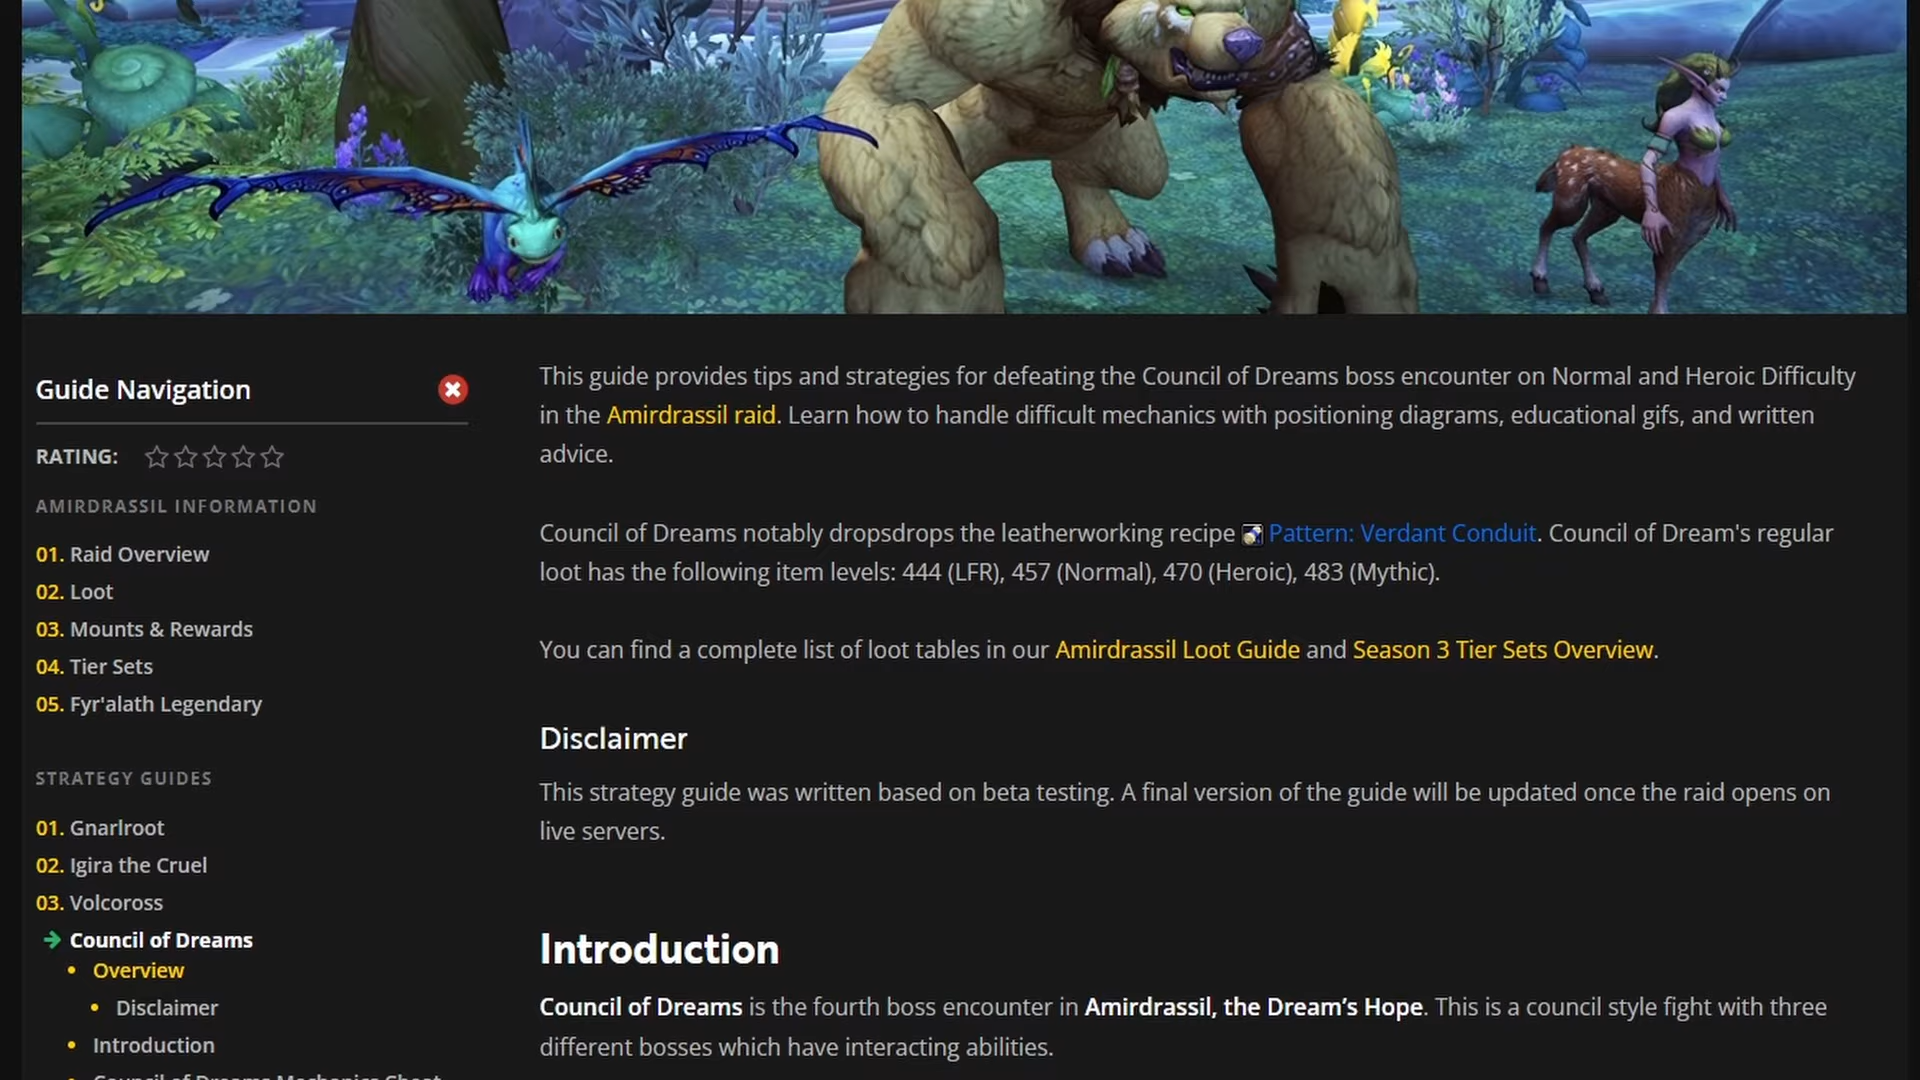 Guide Navigation
RATING:
AMIRDRASSIL INFORMATION
01. Raid Overview
02. Loot
03. Mounts & Rewards
04. Tier Sets
05. Fyr'alath Legendary
STRATEGY GUIDES
01. Gnarlroot
02. Igira the Cruel
03. Volcoross
Council of Dreams
Overview
Disclaimer
Introduction
Council of Dreams Mechanics Cheat
This guide provides tips and strategies for defeating the Council of Dreams boss encounter on Normal and Heroic Difficulty
in the Amirdrassil raid. Learn how to handle difficult mechanics with positioning diagrams, educational gifs, and written
advice.
Council of Dreams notably dropsdrops the leatherworking recipe Pattern: Verdant Conduit. Council of Dream's regular
loot has the following item levels: 444 (LFR), 457 (Normal), 470 (Heroic), 483 (Mythic).
You can find a complete list of loot tables in our Amirdrassil Loot Guide and Season 3 Tier Sets Overview.
Disclaimer
This strategy guide was written based on beta testing. A final version of the guide will be updated once the raid opens on
live servers.
Introduction
Council of Dreams is the fourth boss encounter in Amirdrassil, the Dream’s Hope. This is a council style fight with three
different bosses which have interacting abilities.